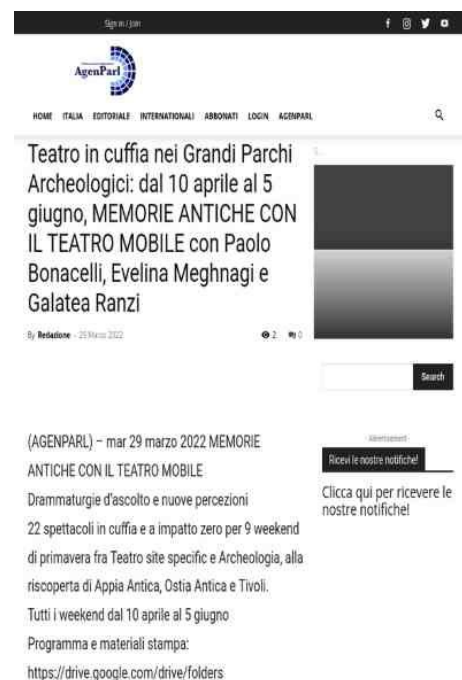 Sign in / Join
AgenParl
HOME ITALIA EDITORIALE INTERNATIONALI ABBONATI LOGIN AGENPARL
Teatro in cuffia nei Grandi Parchi
Archeologici: dal 10 aprile al 5
giugno, MEMORIE ANTICHE CON
IL TEATRO MOBILE con Paolo
Bonacelli, Evelina Meghnagi e
Galatea Ranzi
By Redazione - 29 Marzo 2022 2 0
Search
(AGENPARL) – mar 29 marzo 2022 MEMORIE
ANTICHE CON IL TEATRO MOBILE
Drammaturgie d'ascolto e nuove percezioni
22 spettacoli in cuffia e a impatto zero per 9 weekend
di primavera fra Teatro site specific e Archeologia, alla
riscoperta di Appia Antica, Ostia Antica e Tivoli.
Tutti i weekend dal 10 aprile al 5 giugno
Programma e materiali stampa:
https://drive.google.com/drive/folders
- Advertisement -
Ricevi le nostre notifiche!
Clicca qui per ricevere le
nostre notifiche!